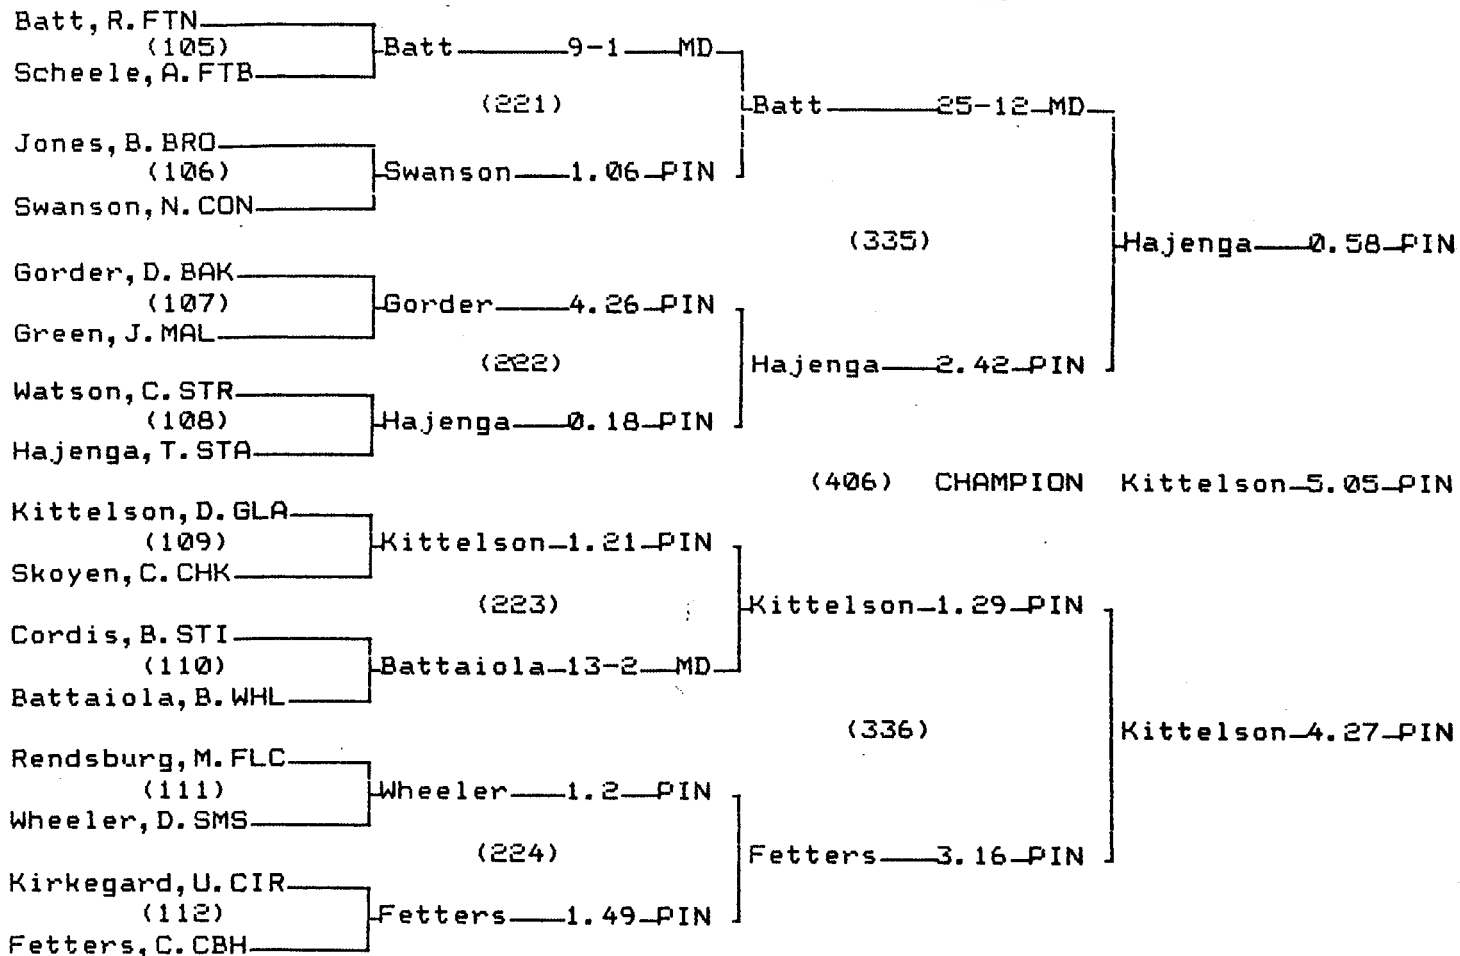 Batt, R. FTN
(105) Batt 9-1 MD
Scheele, A. FTB
(221) Batt 25-12 MD
Jones, B. BRO
(106) Swanson 1.06 PIN
Swanson, N. CON
(335) Hajenga 0.58 PIN
Gorder, D. BAK
(107) Gorder 4.26 PIN
Green, J. MAL
(222) Hajenga 2.42 PIN
Watson, C. STR
(108) Hajenga 0.18 PIN
Hajenga, T. STA
(406) CHAMPION Kittelson 5.05 PIN
Kittelson, D. GLA
(109) Kittelson 1.21 PIN
Skoyen, C. CHK
(223) Kittelson 1.29 PIN
Cordis, B. STI
(110) Battaiola 13-2 MD
Battaiola, B. WHL
(336) Kittelson 4.27 PIN
Rendsburg, M. FLC
(111) Wheeler 1.2 PIN
Wheeler, D. SMS
(224) Fetters 3.16 PIN
Kirkegard, U. CIR
(112) Fetters 1.49 PIN
Fetters, C. CBH